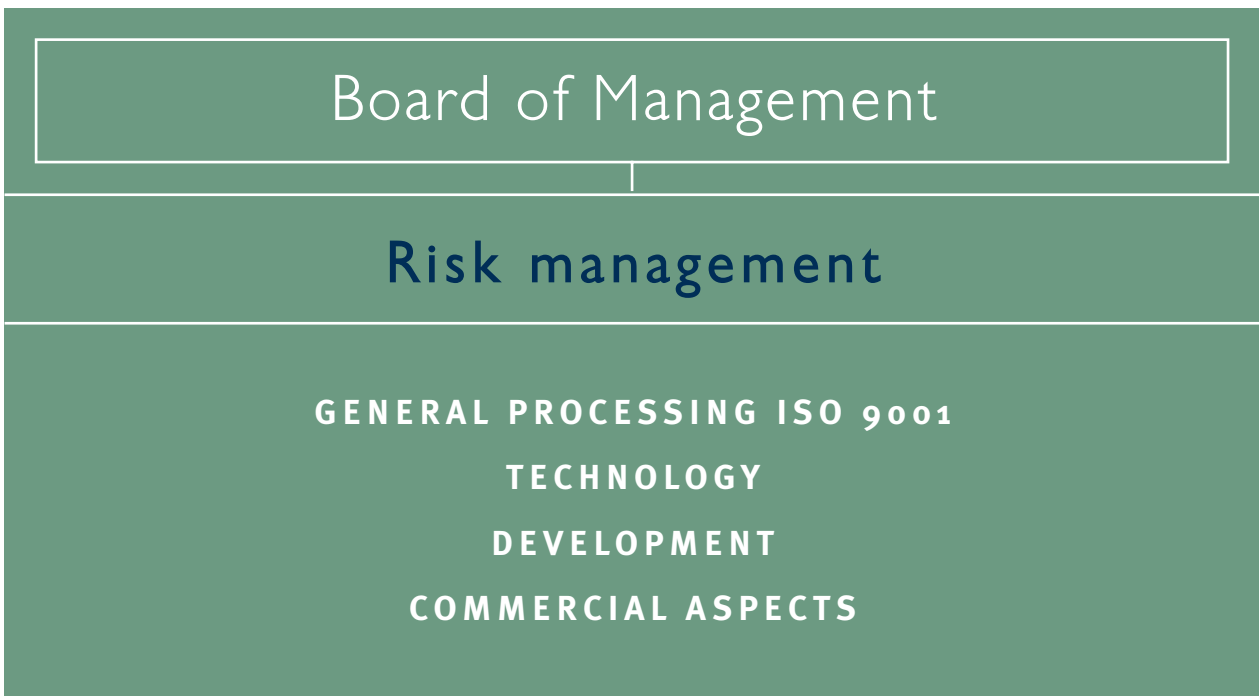 Board of Management
Risk management
GENERAL PROCESSING ISO 9001
TECHNOLOGY
DEVELOPMENT
COMMERCIAL ASPECTS